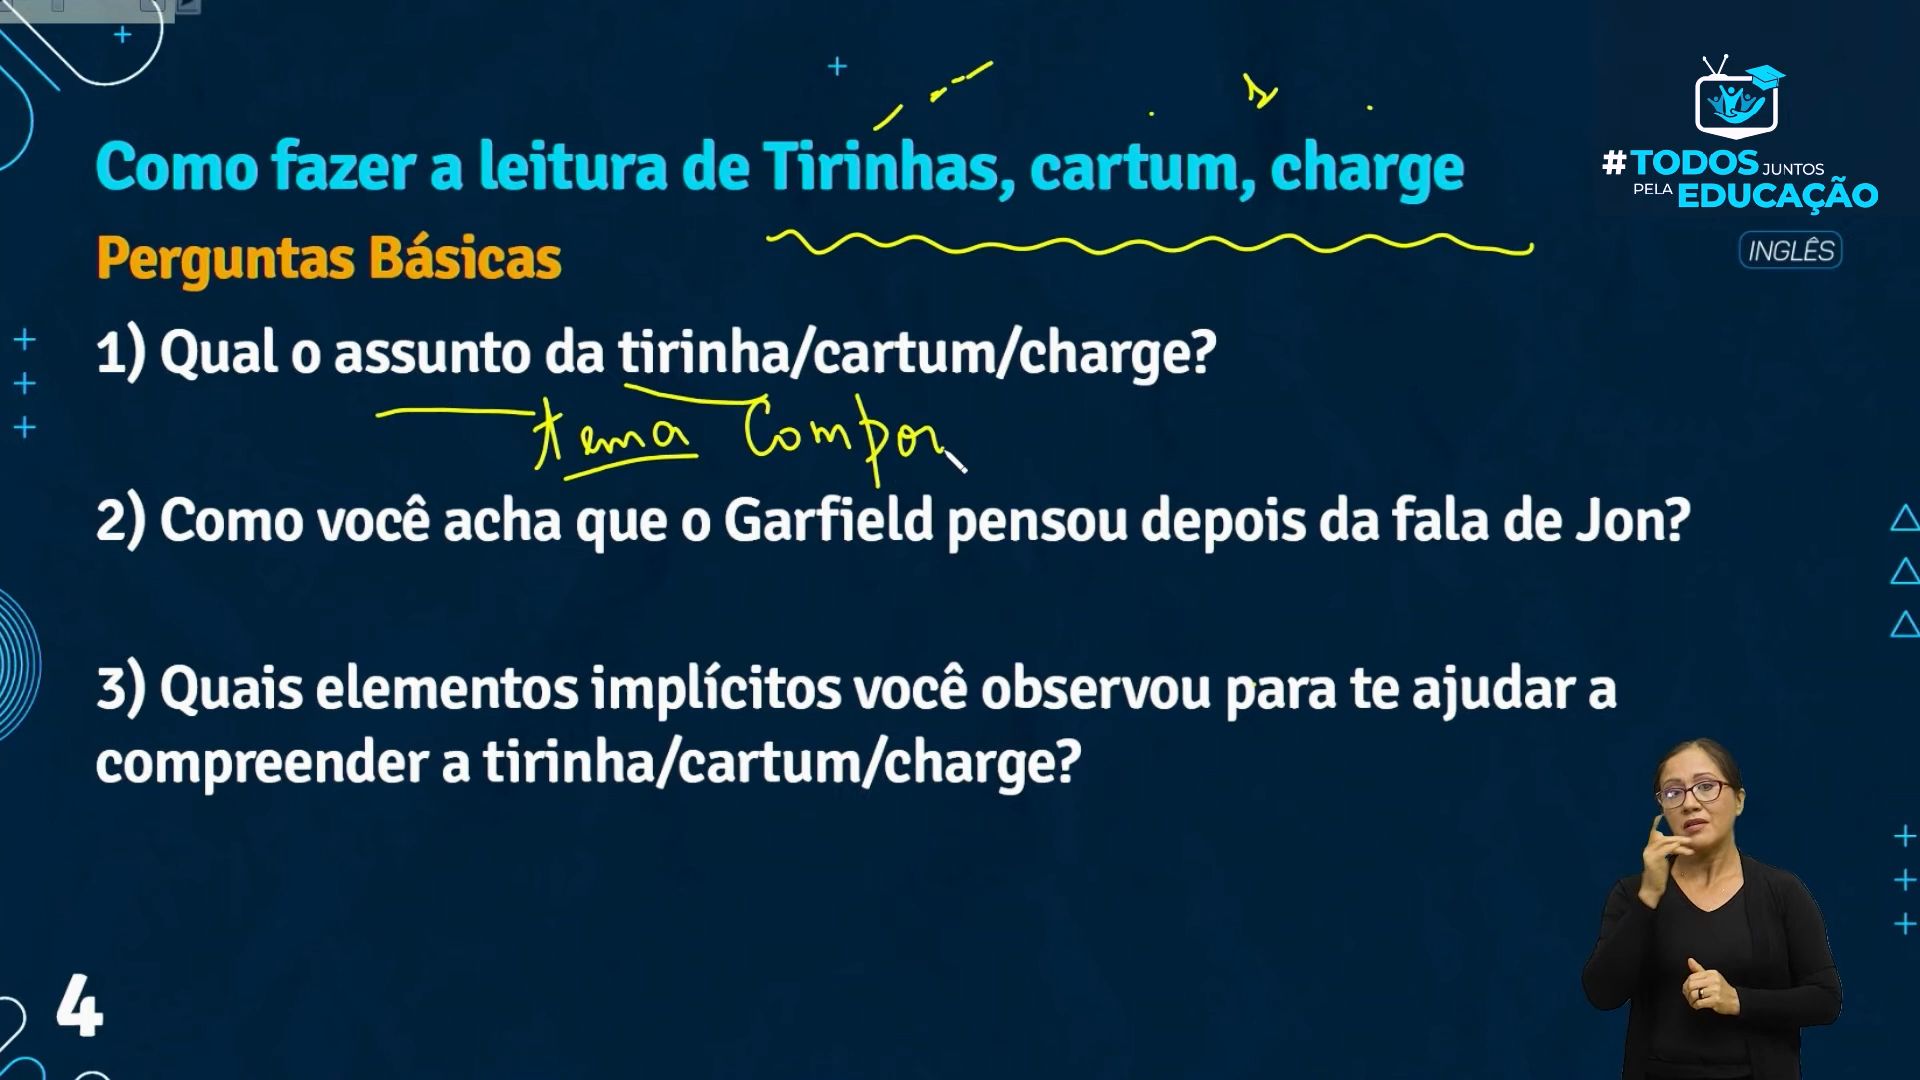 Como fazer a leitura de Tirinhas, cartum, charge
#TODOS JUNTOS
PELA EDUCAÇÃO
INGLÊS
Perguntas Básicas
1) Qual o assunto da tirinha/cartum/charge?
tema Compor
2) Como você acha que o Garfield pensou depois da fala de Jon?
3) Quais elementos implícitos você observou para te ajudar a
compreender a tirinha/cartum/charge?
4